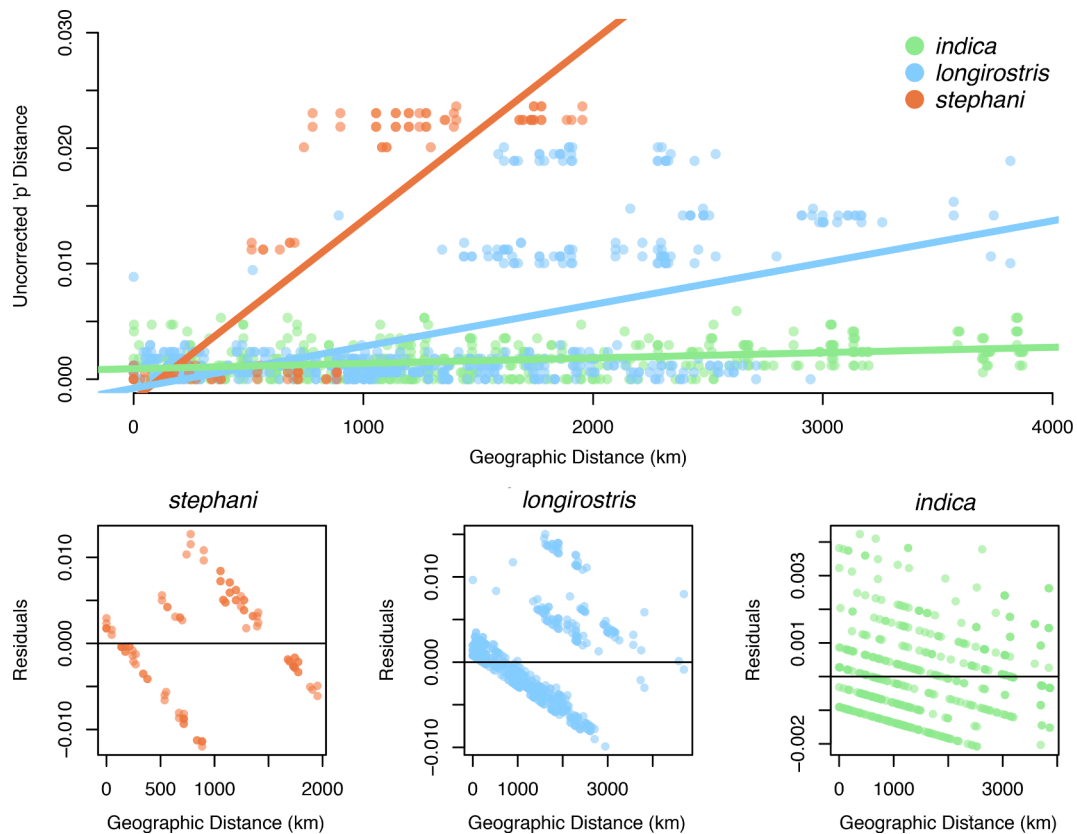 0.030
0.020
0.010
0.000
Uncorrected 'p' Distance
indica
longirostris
stephani
0 1000 2000 3000 4000
Geographic Distance (km)
stephani
0.010
0.000
−0.010
Residuals
0 500 1000 2000
Geographic Distance (km)
longirostris
0.010
0.000
−0.010
Residuals
0 1000 3000
Geographic Distance (km)
indica
0.003
0.001
−0.002
Residuals
0 1000 3000
Geographic Distance (km)